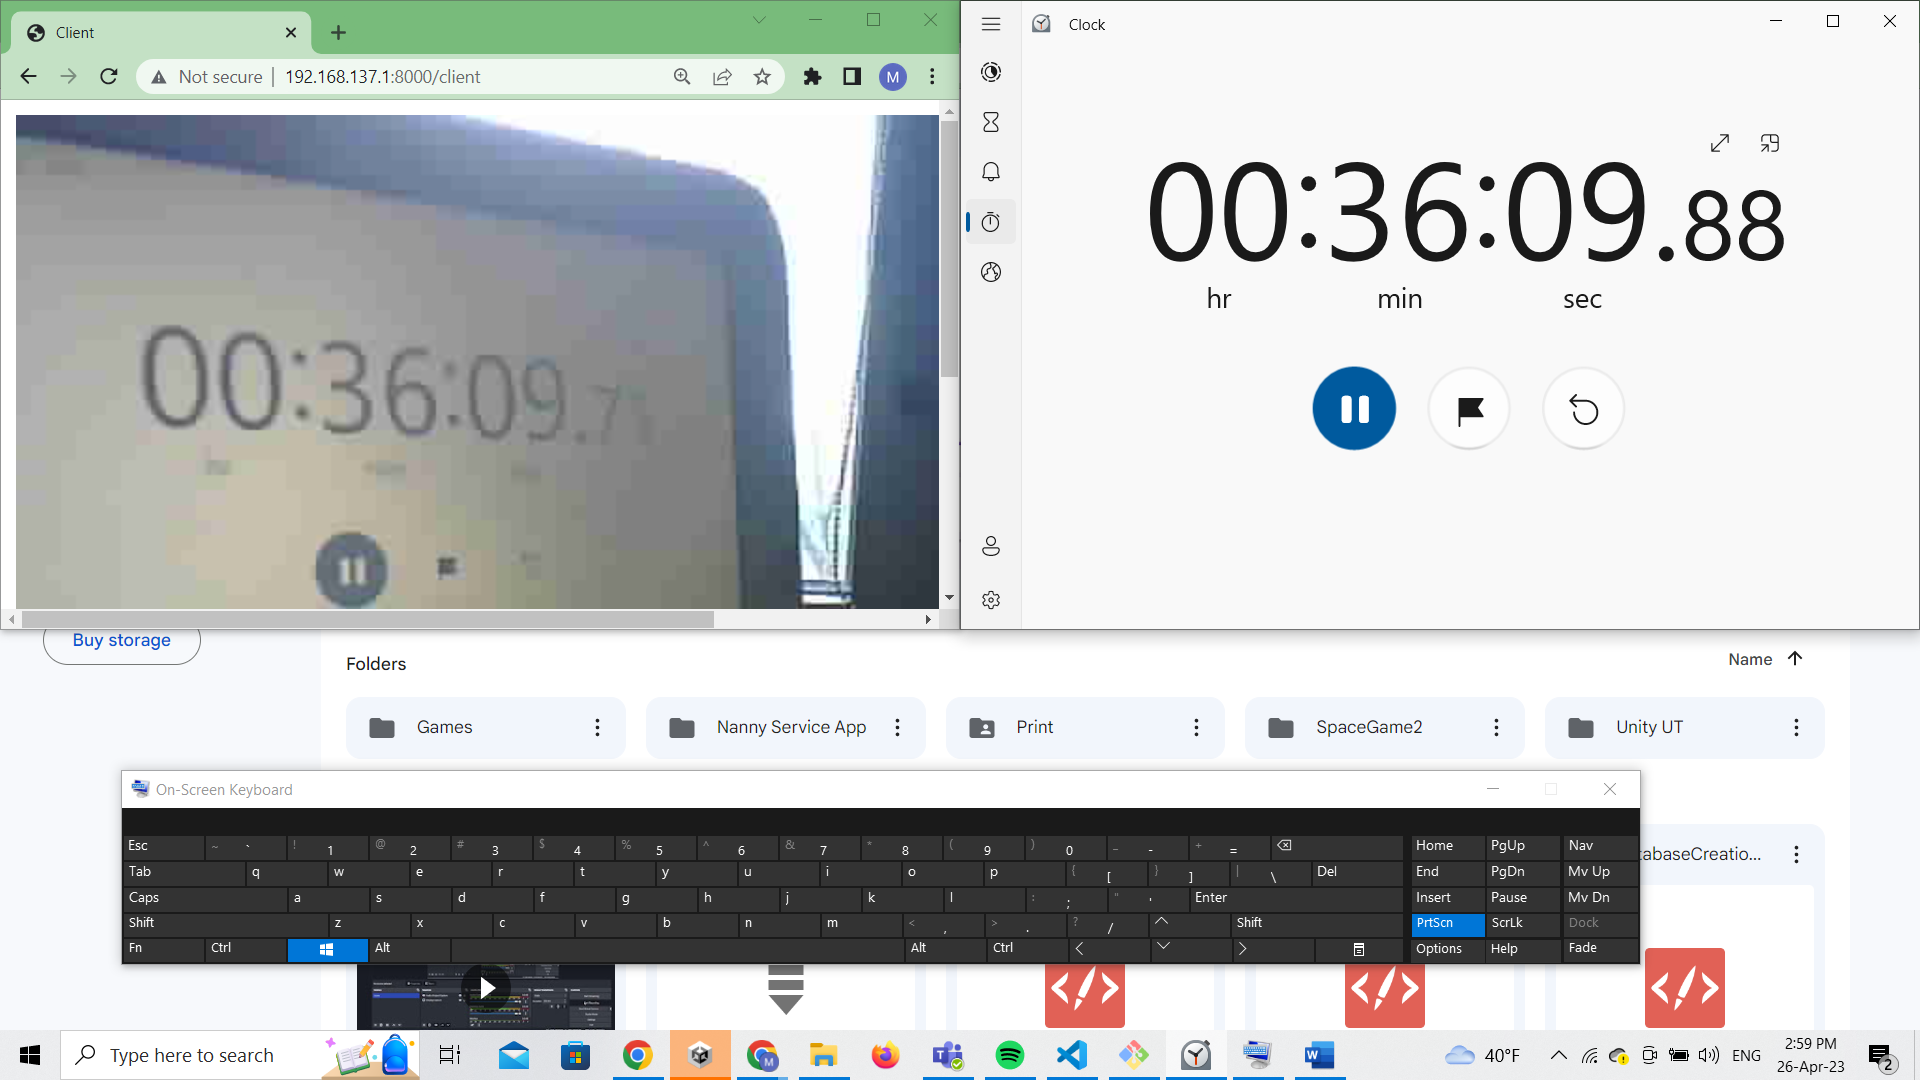 Client
Not secure
192.168.137.1:8000/client
M
00:36:09.7
Clock
00:36:09.88
hr min sec
Buy storage
Folders
Name
Games
Nanny Service App
Print
SpaceGame2
Unity UT
On-Screen Keyboard
Esc ~ ` ! 1 @ 2 # 3 $ 4 % 5 ^ 6 & 7 * 8 ( 9 ) 0 _ - + = Home PgUp Nav
Tab q w e r t y u i o p { [ } ] | \ Del End PgDn Mv Up
Caps a s d f g h j k l : ; " ' Enter Insert Pause Mv Dn
Shift z x c v b n m < , > . ? / Shift PrtScn ScrLk Dock
Fn Ctrl Alt Alt Ctrl Options Help Fade
tabaseCreatio...
Type here to search
M
40°F
ENG
2:59 PM
26-Apr-23
2